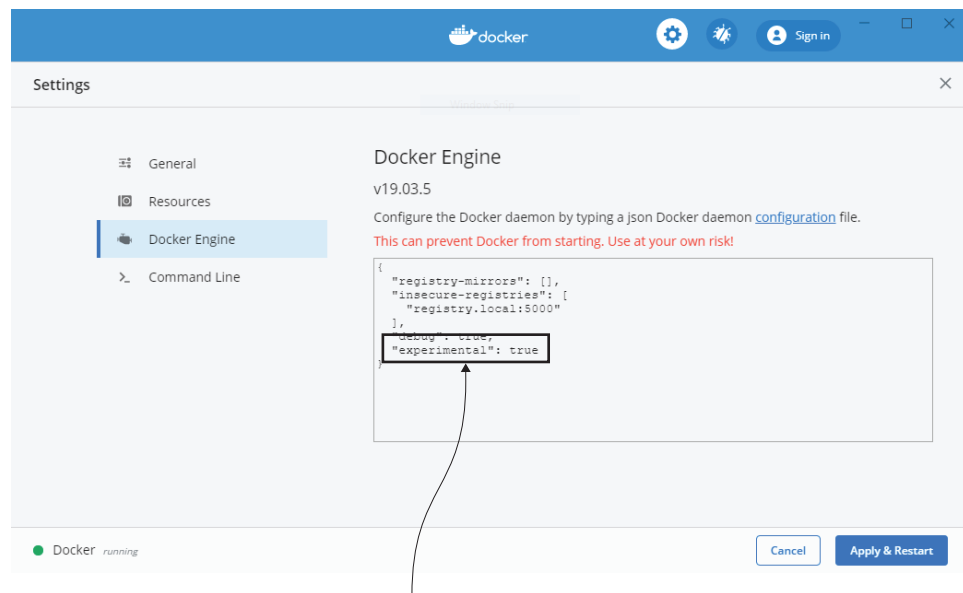 docker
Sign in
Settings
Window Snip
General
Resources
Docker Engine
Command Line
Docker Engine
v19.03.5
Configure the Docker daemon by typing a json Docker daemon configuration file.
This can prevent Docker from starting. Use at your own risk!
{
"registry-mirrors": [],
"insecure-registries": [
"registry.local:5000"
],
"debug": true,
"experimental": true
}
Docker running
Cancel
Apply & Restart